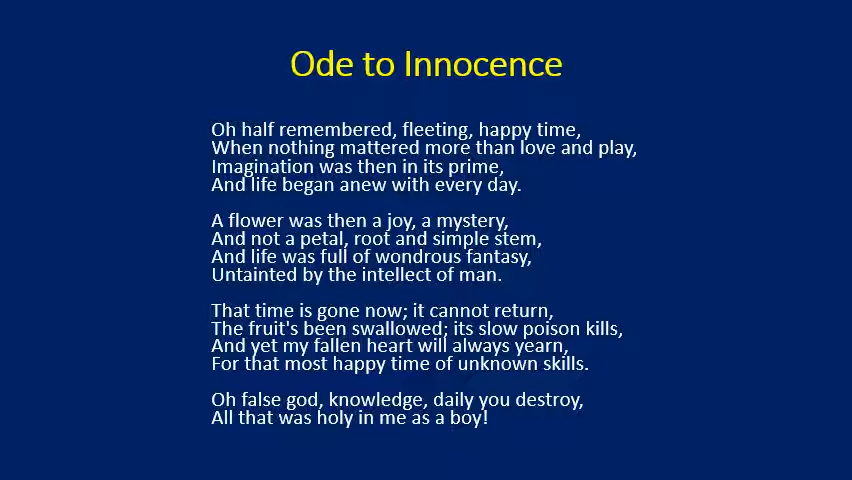 Ode to Innocence
Oh half remembered, fleeting, happy time,
When nothing mattered more than love and play,
Imagination was then in its prime,
And life began anew with every day.
A flower was then a joy, a mystery,
And not a petal, root and simple stem,
And life was full of wondrous fantasy,
Untainted by the intellect of man.
That time is gone now; it cannot return,
The fruit's been swallowed; its slow poison kills,
And yet my fallen heart will always yearn,
For that most happy time of unknown skills.
Oh false god, knowledge, daily you destroy,
All that was holy in me as a boy!